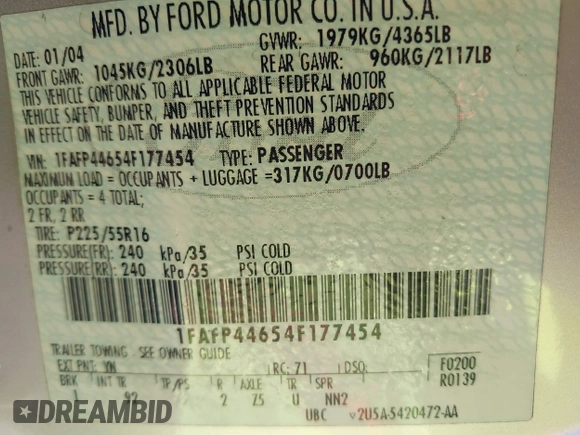 MFD. BY FORD MOTOR CO. IN U.S.A.
DATE: 01/04 GVWR: 1979KG/4365LB
FRONT GAWR: 1045KG/2306LB REAR GAWR: 960KG/2117LB
THIS VEHICLE CONFORMS TO ALL APPLICABLE FEDERAL MOTOR
VEHICLE SAFETY, BUMPER, AND THEFT PREVENTION STANDARDS
IN EFFECT ON THE DATE OF MANUFACTURE SHOWN ABOVE.
VIN: 1FAFP44654F177454 TYPE: PASSENGER
MAXIMUM LOAD = OCCUPANTS + LUGGAGE = 317KG/0700LB
OCCUPANTS = 4 TOTAL;
2 FR, 2 RR
TIRE: P225/55R16
PRESSURE(FR): 240 kPa/35 PSI COLD
PRESSURE(RR): 240 kPa/35 PSI COLD
1FAFP44654F177454
TRAILER TOWING SEE OWNER GUIDE
EXT PNT: YN RC: 71 DSO: F0200
BRK INT TR TP/PS R AXLE TR SPR R0139
2 Z5 U NN2
UBC 2U5A-5420472-AA
DREAMBID DREAMBID